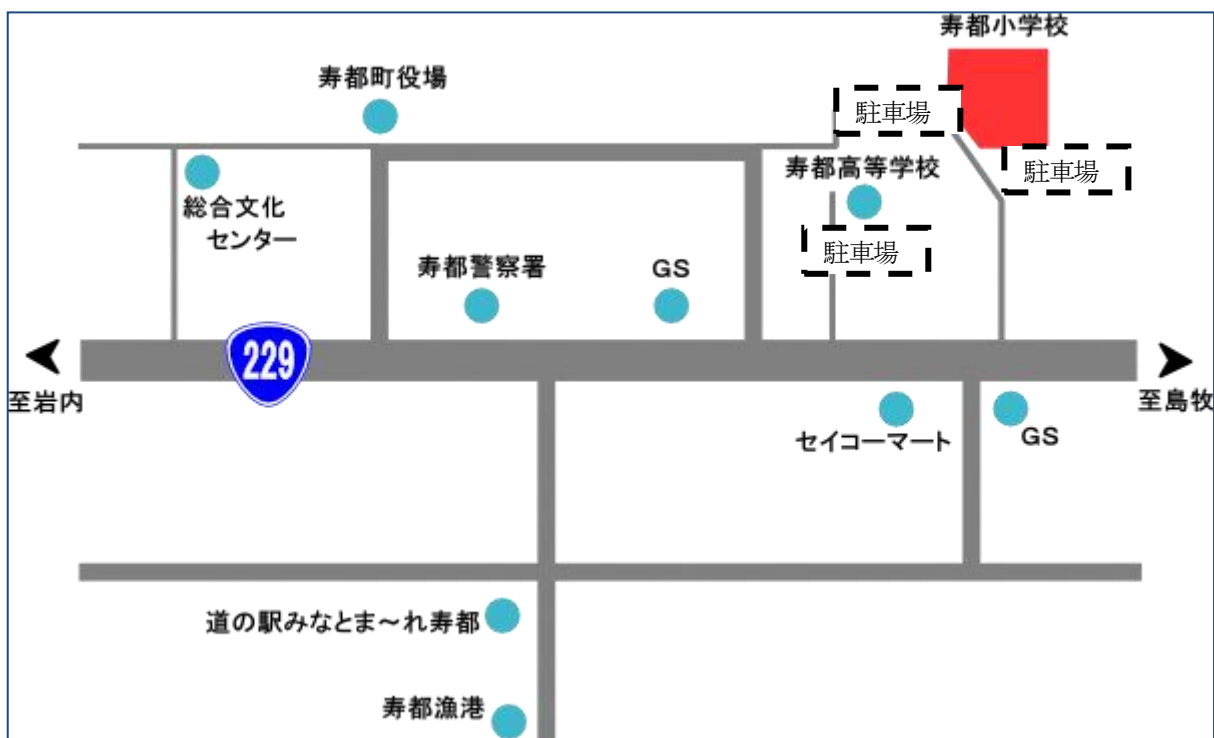 寿都小学校
寿都町役場
駐車場
寿都高等学校
駐車場
総合文化
センター
駐車場
寿都警察署
GS
229
至岩内
至島牧
セイコーマート
GS
道の駅みなとま～れ寿都
寿都漁港